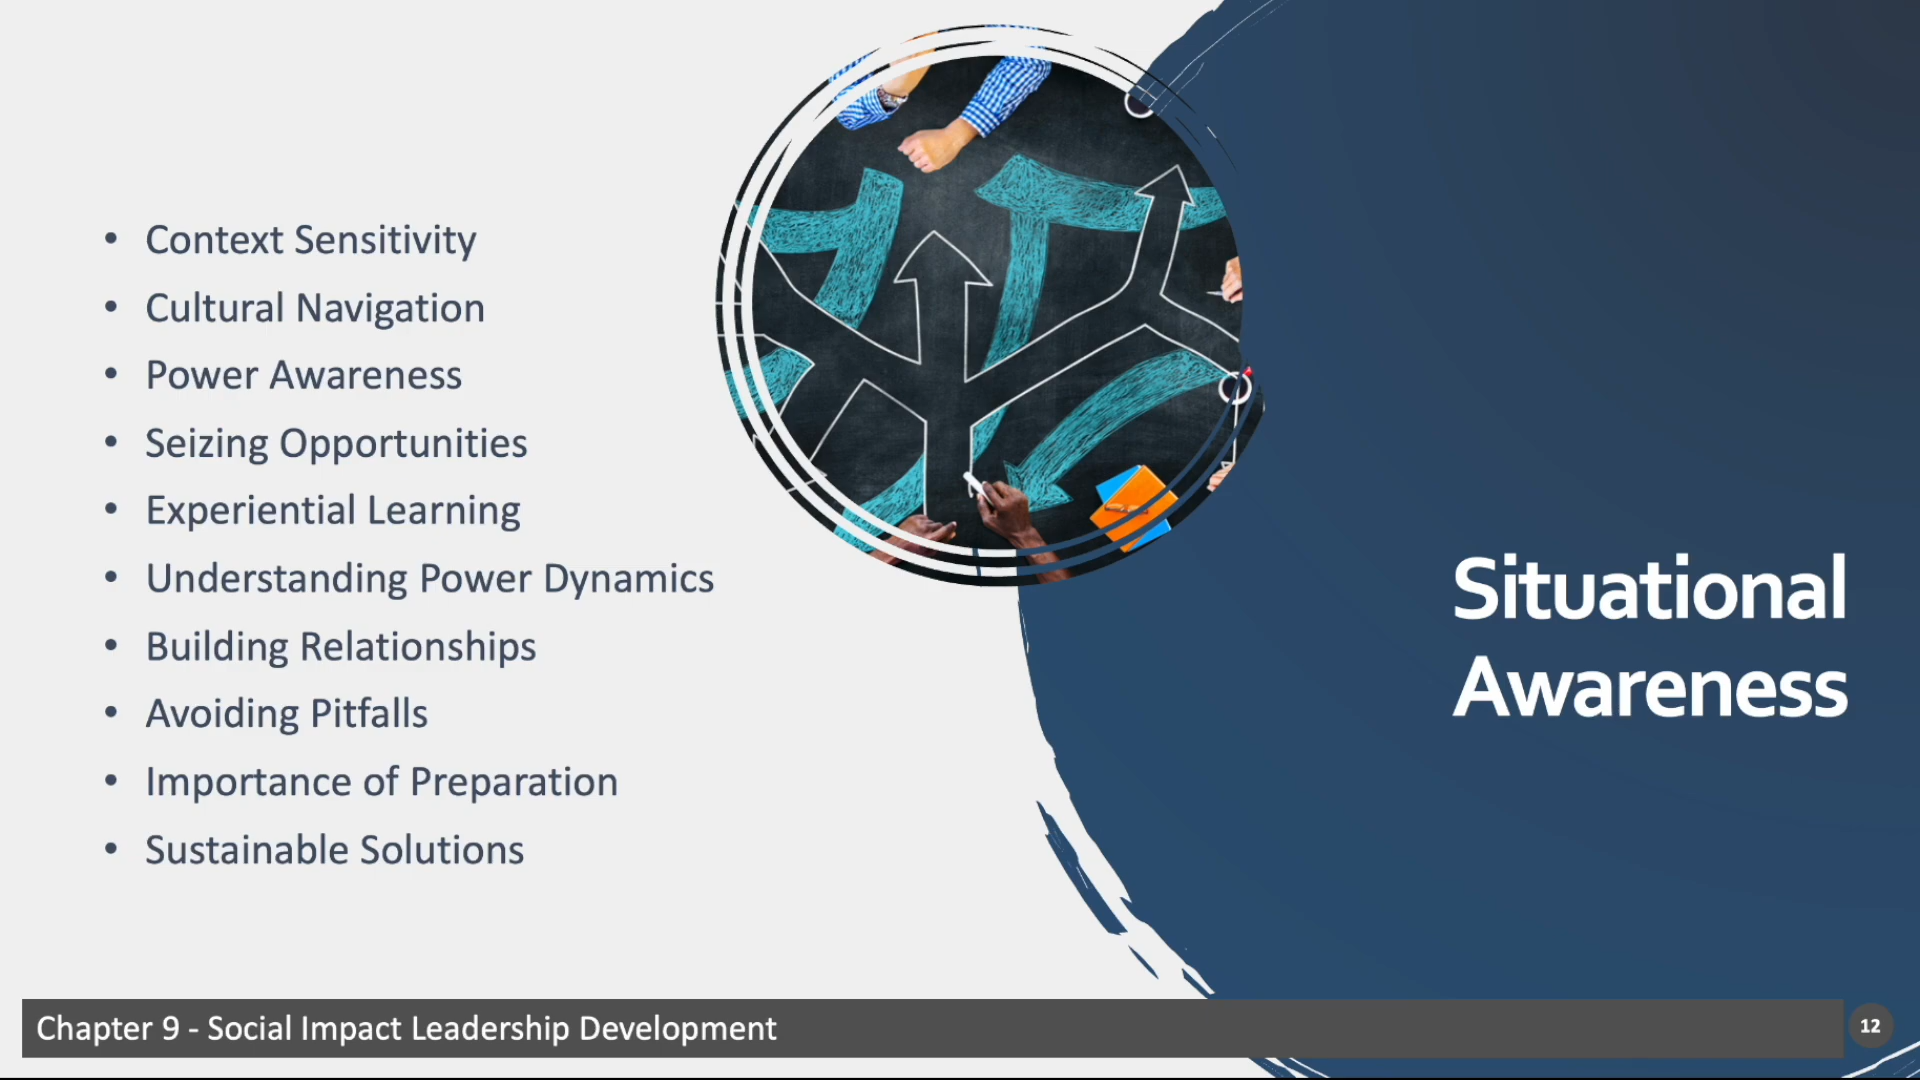 • Context Sensitivity
• Cultural Navigation
• Power Awareness
• Seizing Opportunities
• Experiential Learning
• Understanding Power Dynamics
• Building Relationships
• Avoiding Pitfalls
• Importance of Preparation
• Sustainable Solutions
Situational
Awareness
Chapter 9 - Social Impact Leadership Development
12